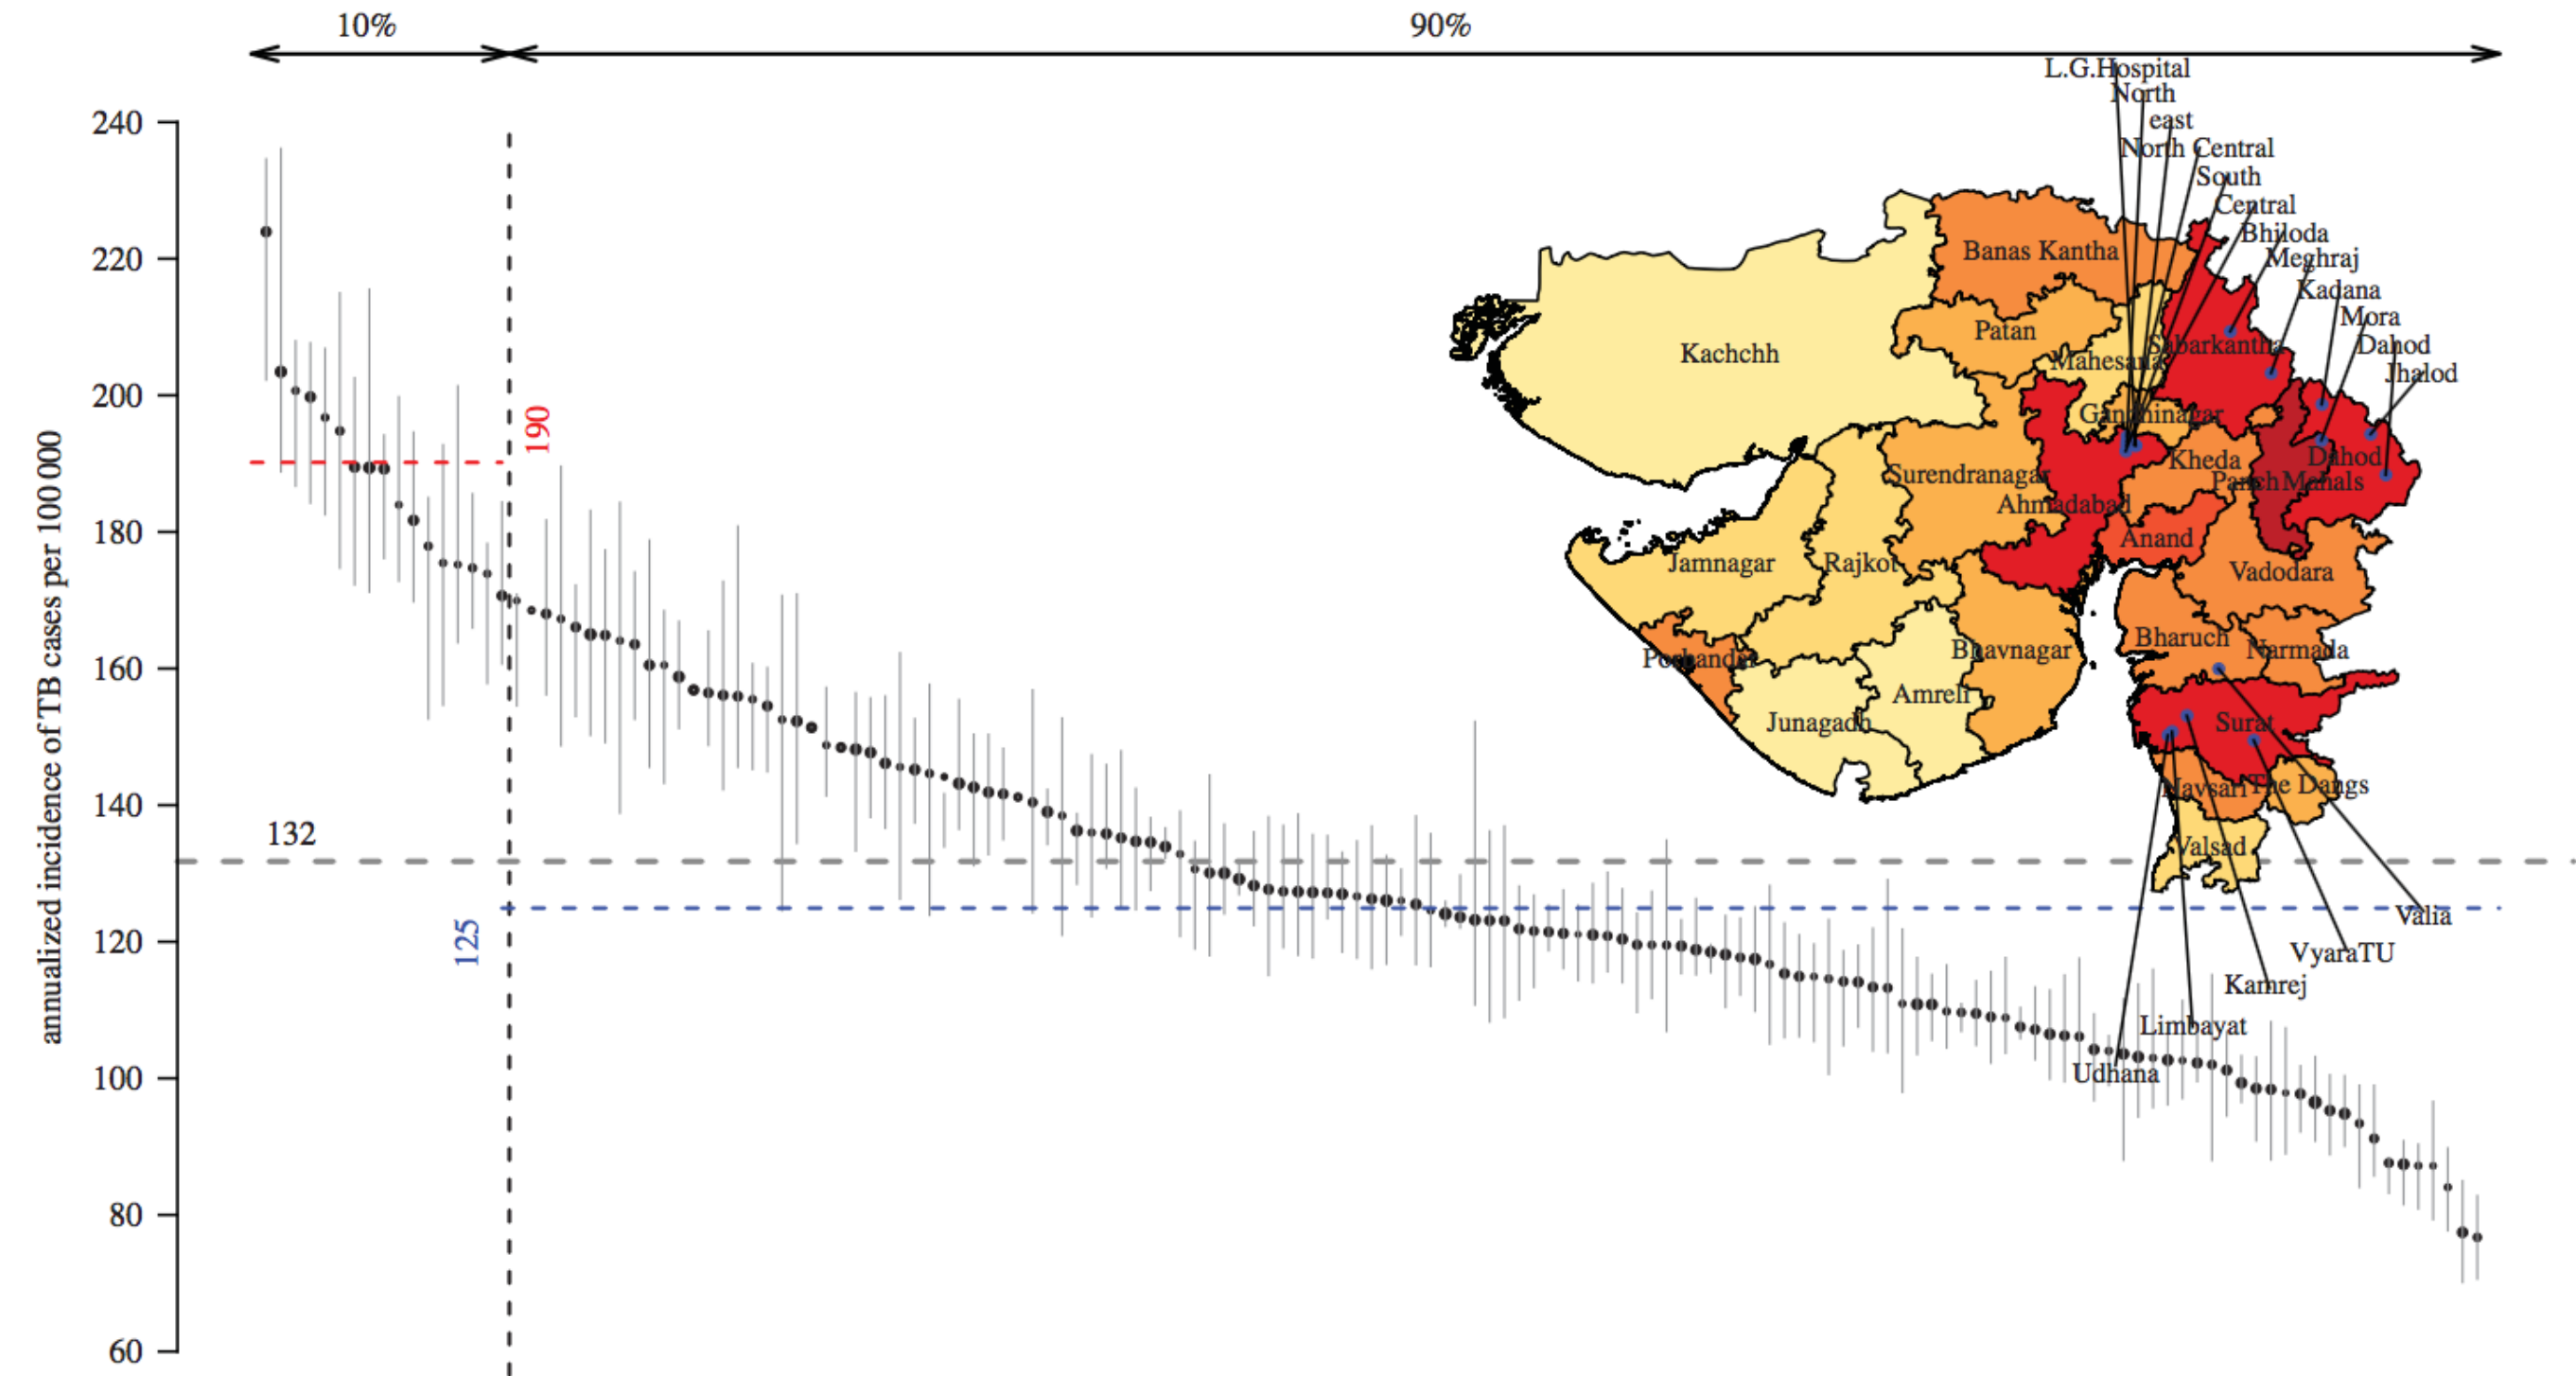 10%
90%
L.G.Hospital
North
east
North Central
South
Central
Bhiloda
Meghraj
Kadana
Mora
Dahod
Jhalod
240
220
200
180
160
140
120
100
80
60
annualized incidence of TB cases per 100 000
190
132
125
Banas Kantha
Patan
Kachchh
Mahesana
Sabarkantha
Gandhinagar
Surendranagar
Ahmadabad
Kheda
Dahod
Panch Mahals
Anand
Jamnagar
Rajkot
Vadodara
Bharuch
Narmada
Porbandar
Bhavnagar
Amreli
Junagadh
Surat
Navsari
The Dangs
Valsad
Valia
VyaraTU
Kamrej
Limbayat
Udhana